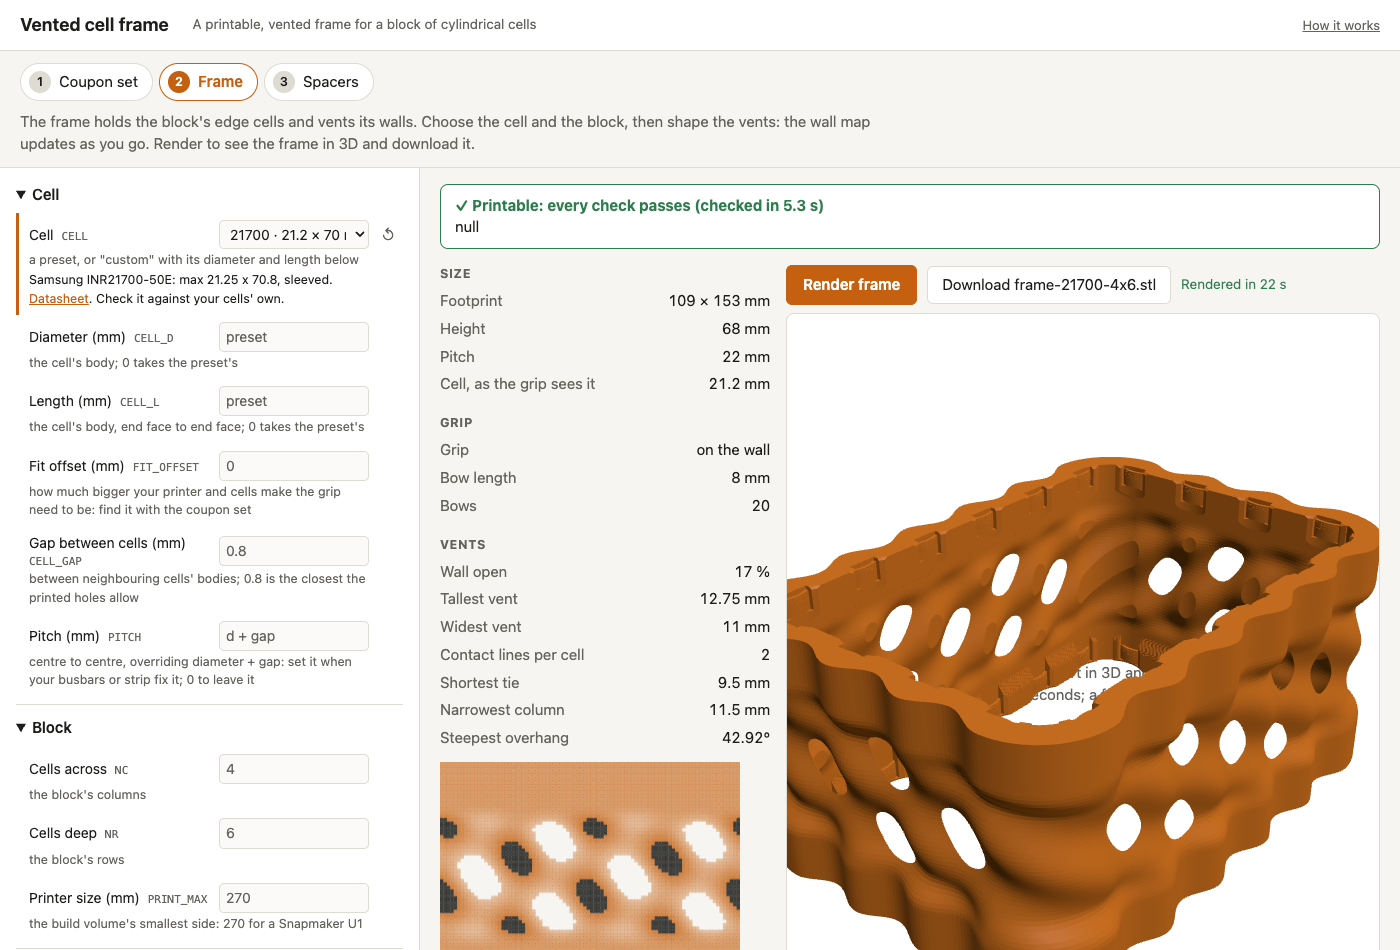 Vented cell frame
A printable, vented frame for a block of cylindrical cells
How it works
1 Coupon set
2 Frame
3 Spacers
The frame holds the block's edge cells and vents its walls. Choose the cell and the block, then shape the vents: the wall map
updates as you go. Render to see the frame in 3D and download it.
▼ Cell
Cell CELL
21700 · 21.2 × 70
a preset, or "custom" with its diameter and length below
Samsung INR21700-50E: max 21.25 x 70.8, sleeved.
Datasheet. Check it against your cells' own.
Diameter (mm) CELL_D
preset
the cell's body; 0 takes the preset's
Length (mm) CELL_L
preset
the cell's body, end face to end face; 0 takes the preset's
Fit offset (mm) FIT_OFFSET
0
how much bigger your printer and cells make the grip
need to be: find it with the coupon set
Gap between cells (mm)
CELL_GAP
0.8
between neighbouring cells' bodies; 0.8 is the closest the
printed holes allow
Pitch (mm) PITCH
d + gap
centre to centre, overriding diameter + gap: set it when
your busbars or strip fix it; 0 to leave it
▼ Block
Cells across NC
4
the block's columns
Cells deep NR
6
the block's rows
Printer size (mm) PRINT_MAX
270
the build volume's smallest side: 270 for a Snapmaker U1
✓ Printable: every check passes (checked in 5.3 s)
null
SIZE
Footprint 109 × 153 mm
Height 68 mm
Pitch 22 mm
Cell, as the grip sees it 21.2 mm
GRIP
Grip on the wall
Bow length 8 mm
Bows 20
VENTS
Wall open 17 %
Tallest vent 12.75 mm
Widest vent 11 mm
Contact lines per cell 2
Shortest tie 9.5 mm
Narrowest column 11.5 mm
Steepest overhang 42.92°
Render frame
Download frame-21700-4x6.stl
Rendered in 22 s
in 3D